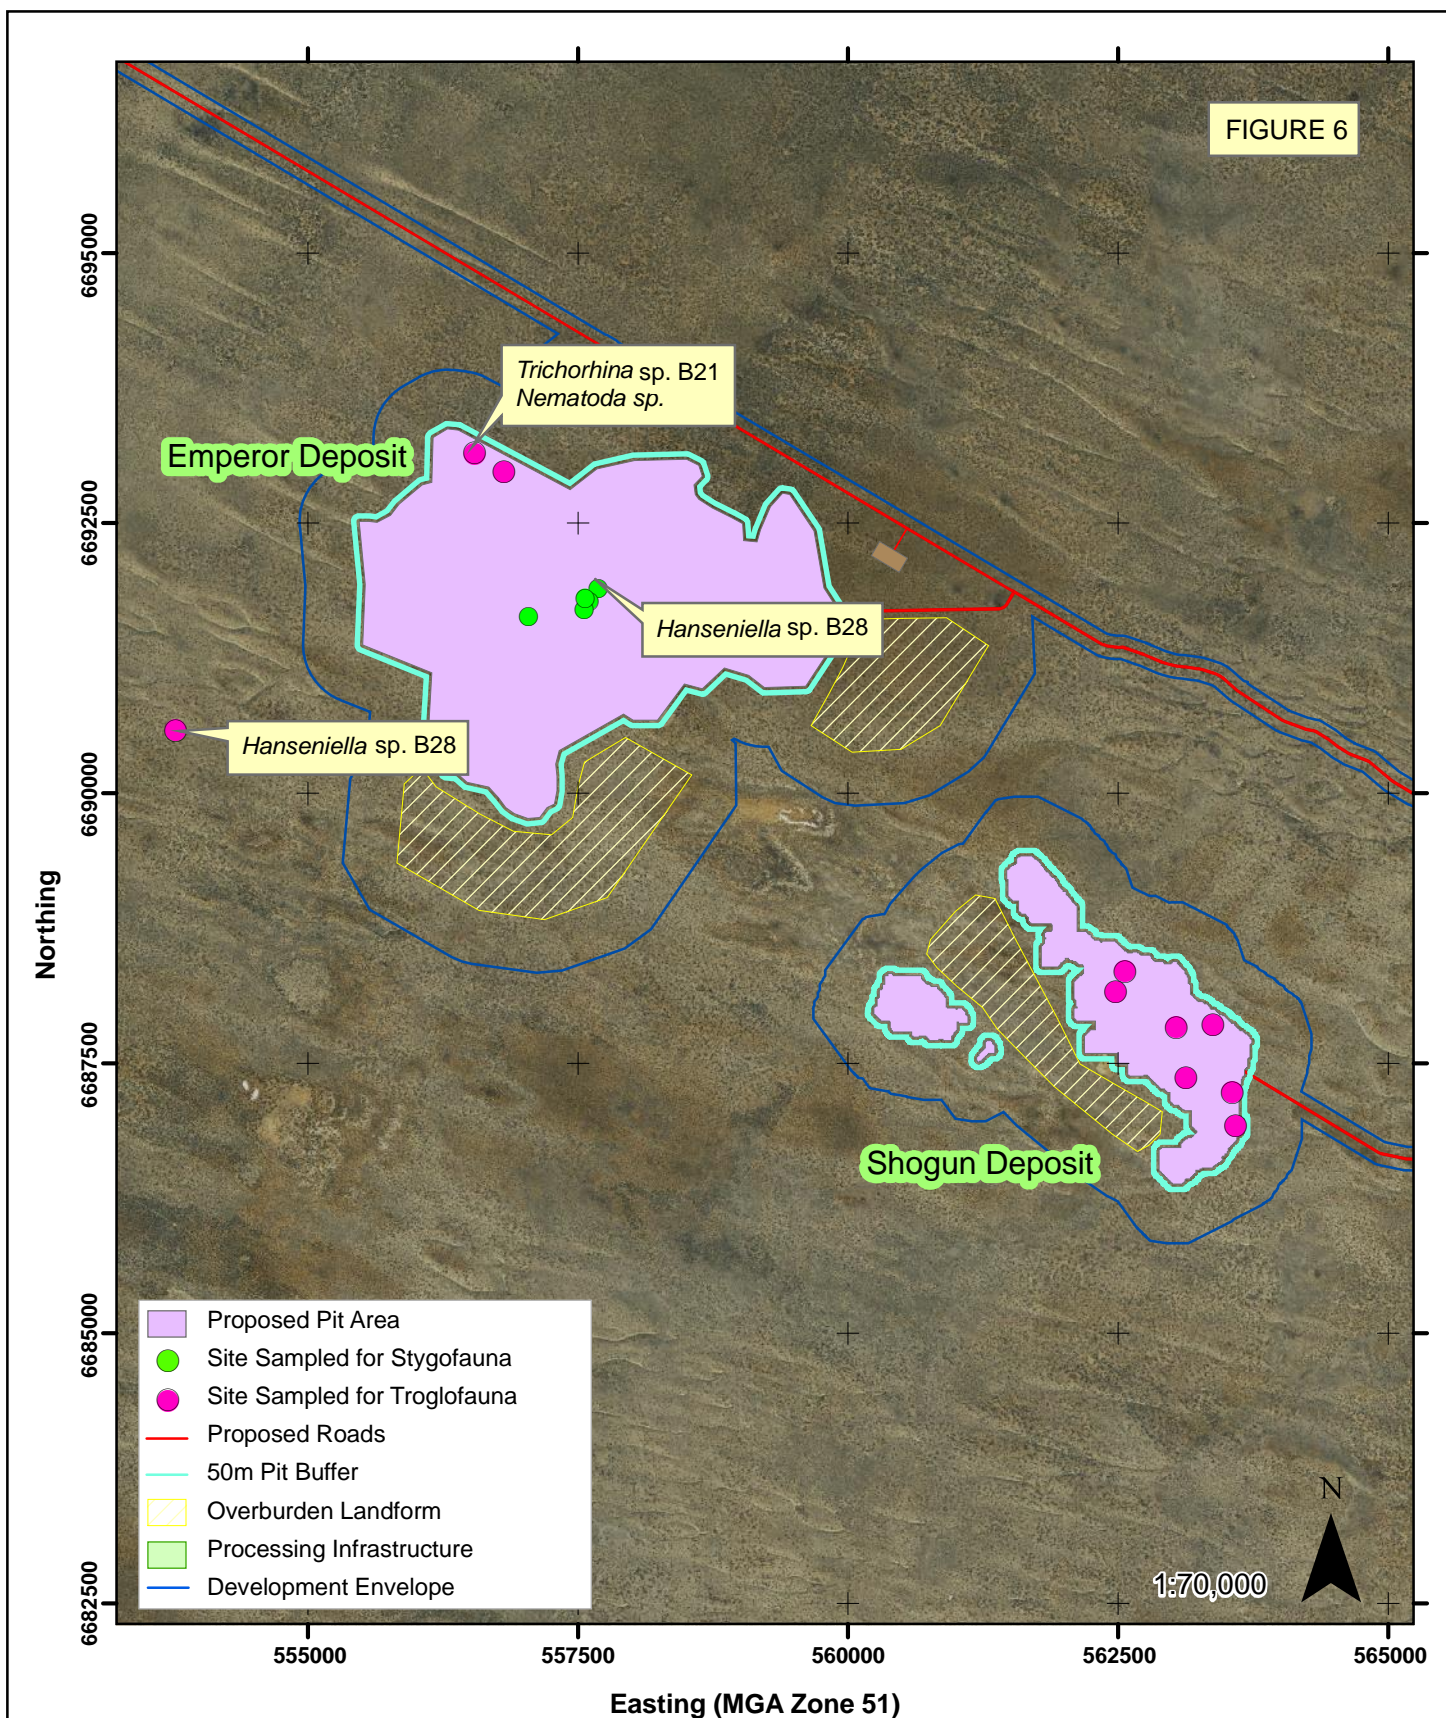 FIGURE 6
6695000
6692500
6690000
6687500
6685000
6682500
Northing
Trichorhina sp. B21
Nematoda sp.
Emperor Deposit
Hanseniella sp. B28
Hanseniella sp. B28
Shogun Deposit
Proposed Pit Area
Site Sampled for Stygofauna
Site Sampled for Troglofauna
Proposed Roads
50m Pit Buffer
Overburden Landform
Processing Infrastructure
Development Envelope
N
1:70,000
555000
557500
560000
562500
565000
Easting (MGA Zone 51)